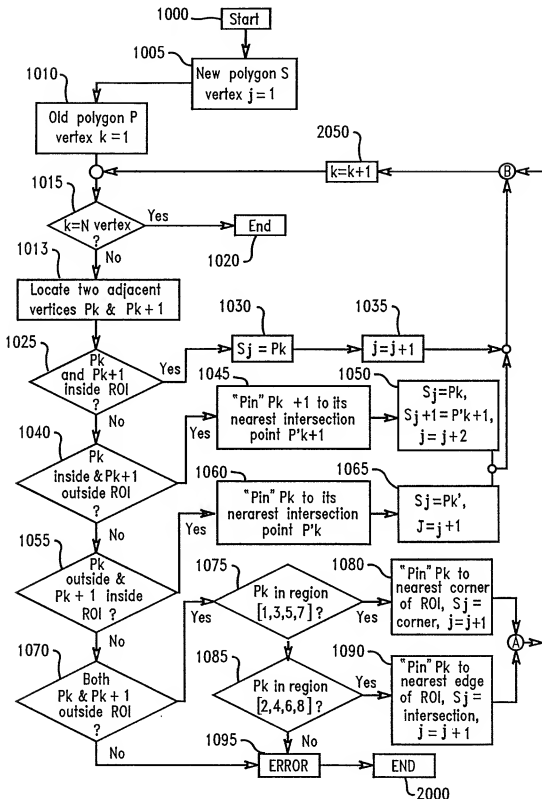 1000
Start
1005
New polygon S
vertex j = 1
1010
Old polygon P
vertex k = 1
2050
k=k+1
B
1015
k=N vertex
?
Yes
No
End
1020
1013
Locate two adjacent
vertices Pk & Pk + 1
1025
Pk
and Pk+1
inside ROI
?
Yes
No
1030
Sj = Pk
1035
j=j+1
1040
Pk
inside &Pk+1
outside ROI
?
Yes
No
1045
"Pin" Pk +1 to its
nearest intersection
point P'k+1
1050
Sj=Pk,
Sj+1=P'k+1,
j= j+2
1055
Pk
outside &
Pk + 1 inside
ROI ?
Yes
No
1060
"Pin" Pk to its
nerarest intersection
point P'k
1065
Sj=Pk',
J=j+1
1070
Both
Pk & Pk + 1
outside ROI
?
Yes
No
1075
Pk in region
[1,3,5,7] ?
Yes
1080
"Pin" Pk to
nearest corner
of ROI, Sj =
corner, j=j+1
A
1085
Pk in region
[2,4,6,8] ?
Yes
No
1090
"Pin" Pk to
nearest edge
of ROI, Sj =
intersection,
j = j + 1
1095
ERROR
END
2000